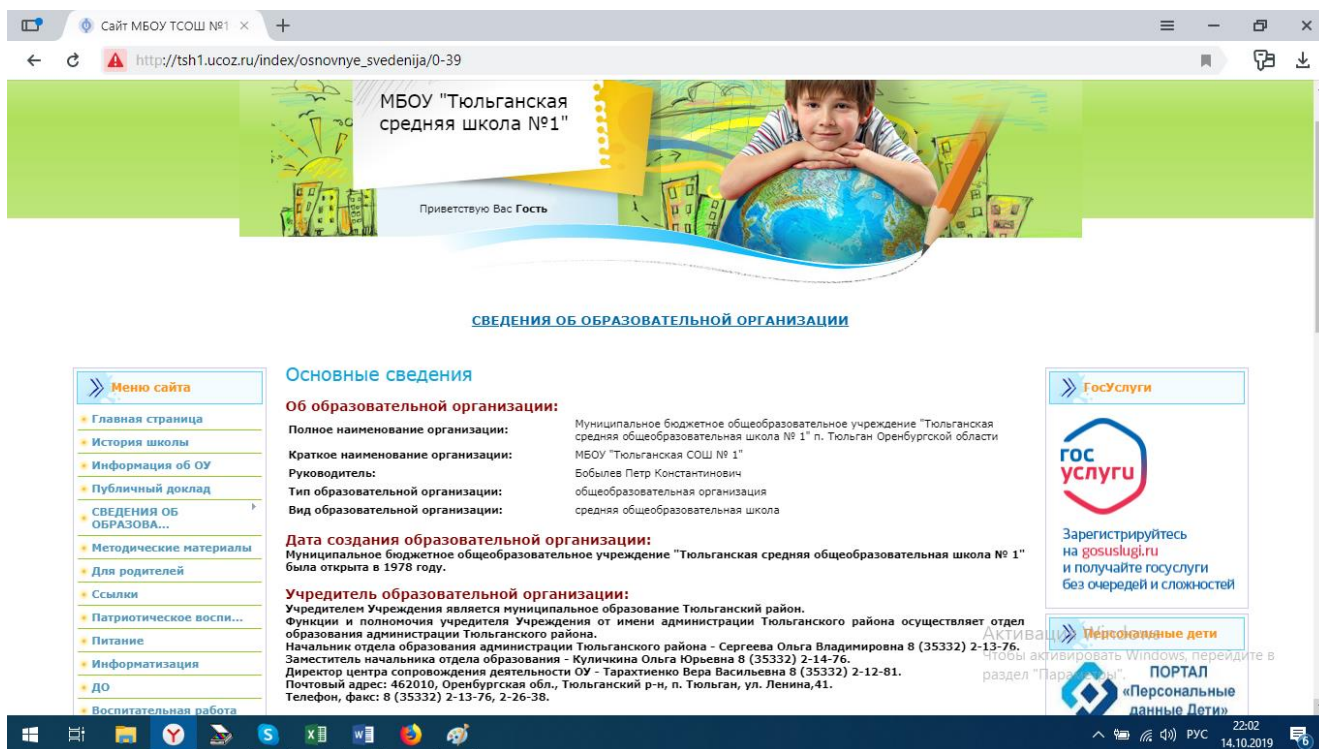 Сайт МБОУ ТСОШ №1
http://tsh1.ucoz.ru/index/osnovnye_svedenija/0-39
МБОУ "Тюльганская
средняя школа №1"
Приветствую Вас Гость
СВЕДЕНИЯ ОБ ОБРАЗОВАТЕЛЬНОЙ ОРГАНИЗАЦИИ
Меню сайта
Главная страница
История школы
Информация об ОУ
Публичный доклад
СВЕДЕНИЯ ОБ
ОБРАЗОВА...
Методические материалы
Для родителей
Ссылки
Патриотическое воспи...
Питание
Информатизация
ДО
Воспитательная работа
Основные сведения
Об образовательной организации:
Полное наименование организации: Муниципальное бюджетное общеобразовательное учреждение "Тюльганская
средняя общеобразовательная школа № 1" п. Тюльган Оренбургской области
Краткое наименование организации: МБОУ "Тюльганская СОШ № 1"
Руководитель: Бобылев Петр Константинович
Тип образовательной организации: общеобразовательная организация
Вид образовательной организации: средняя общеобразовательная школа
Дата создания образовательной организации:
Муниципальное бюджетное общеобразовательное учреждение "Тюльганская средняя общеобразовательная школа № 1"
была открыта в 1978 году.
Учредитель образовательной организации:
Учредителем Учреждения является муниципальное образование Тюльганский район.
Функции и полномочия учредителя Учреждения от имени администрации Тюльганского района осуществляет отдел
образования администрации Тюльганского района.
Начальник отдела образования администрации Тюльганского района - Сергеева Ольга Владимировна 8 (35332) 2-13-76.
Заместитель начальника отдела образования - Куличкина Ольга Юрьевна 8 (35332) 2-14-76.
Директор центра сопровождения деятельности ОУ - Тарахтиенко Вера Васильевна 8 (35332) 2-12-81.
Почтовый адрес: 462010, Оренбургская обл., Тюльганский р-н, п. Тюльган, ул. Ленина,41.
Телефон, факс: 8 (35332) 2-13-76, 2-26-38.
ГосУслуги
гос
услуги
Зарегистрируйтесь
на gosuslugi.ru
и получайте госуслуги
без очередей и сложностей
Персональные дети
ПОРТАЛ
«Персональные
данные Дети»
Активация Windows
Чтобы активировать Windows, перейдите в
раздел "Параметры".
РУС
22:02
14.10.2019
6